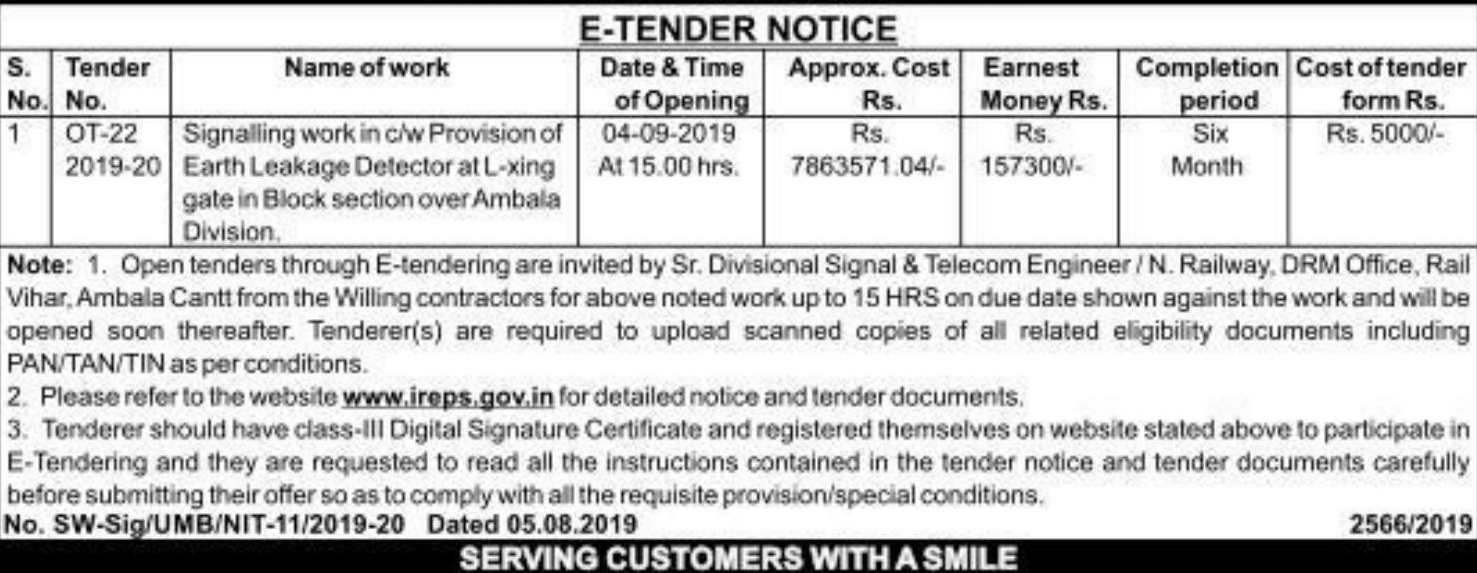 E-TENDER NOTICE
S. No. | Tender No. | Name of work | Date & Time of Opening | Approx. Cost Rs. | Earnest Money Rs. | Completion period | Cost of tender form Rs.
1 | OT-22 2019-20 | Signalling work in c/w Provision of Earth Leakage Detector at L-xing gate in Block section over Ambala Division. | 04-09-2019 At 15.00 hrs. | Rs. 7863571.04/- | Rs. 157300/- | Six Month | Rs. 5000/-
Note: 1. Open tenders through E-tendering are invited by Sr. Divisional Signal & Telecom Engineer / N. Railway, DRM Office, Rail
Vihar, Ambala Cantt from the Willing contractors for above noted work up to 15 HRS on due date shown against the work and will be
opened soon thereafter. Tenderer(s) are required to upload scanned copies of all related eligibility documents including
PAN/TAN/TIN as per conditions.
2. Please refer to the website www.ireps.gov.in for detailed notice and tender documents.
3. Tenderer should have class-III Digital Signature Certificate and registered themselves on website stated above to participate in
E-Tendering and they are requested to read all the instructions contained in the tender notice and tender documents carefully
before submitting their offer so as to comply with all the requisite provision/special conditions.
No. SW-Sig/UMB/NIT-11/2019-20 Dated 05.08.2019 2566/2019
SERVING CUSTOMERS WITH A SMILE